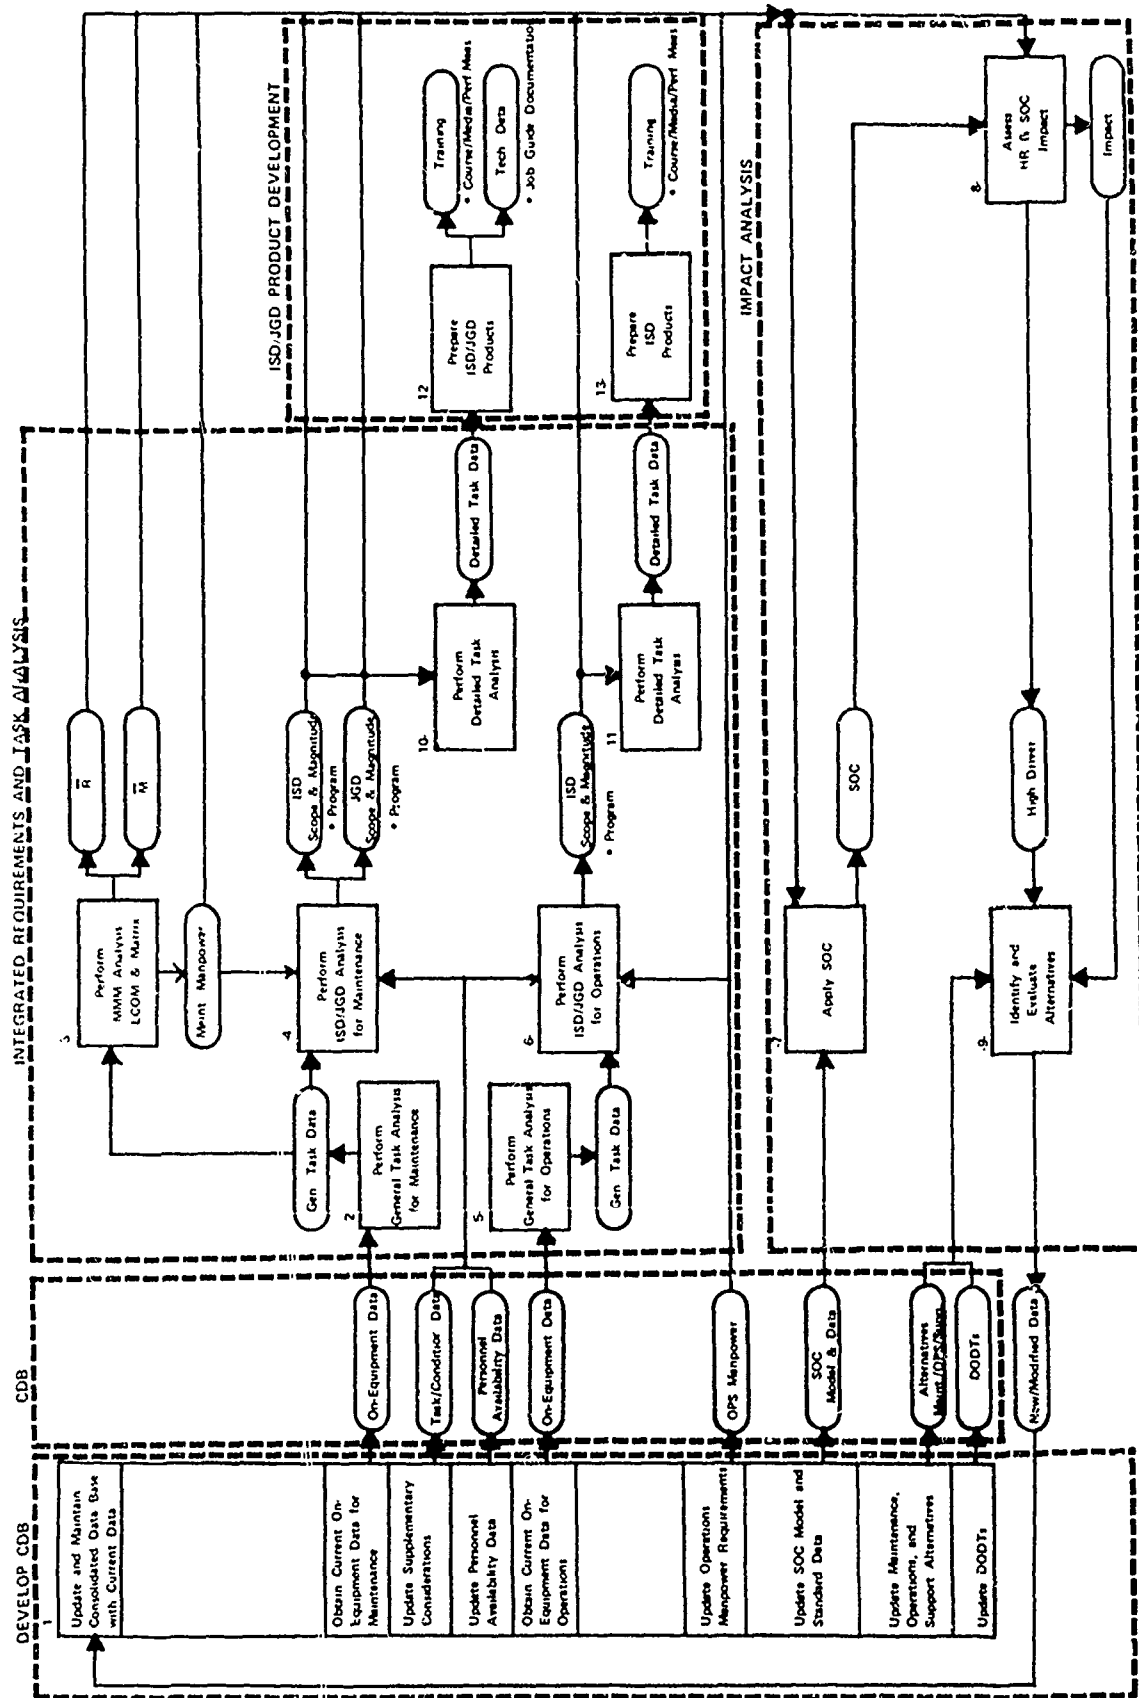 DEVELOP CDB
1
Update and Maintain
Consolidated Data Base
with Current Data
Obtain Current On-
Equipment Data for
Maintenance
Update Supplementary
Considerations
Update Personnel
Availability Data
Obtain Current On-
Equipment Data for
Operations
Update Operations
Manpower Requirements
Update SOC Model and
Standard Data
Update Maintenance,
Operations, and
Support Alternatives
Update DODTs
CDB
On-Equipment Data
Task/Condition Data
Personnel
Availability Data
On-Equipment Data
OPS Manpower
SOC
Model & Data
Alternatives
Maint/OPS/Supp
DODTs
New/Modified Data
INTEGRATED REQUIREMENTS AND TASK ANALYSIS
2
Perform
General Task Analysis
for Maintenance
Gen Task Data
3
Perform
MMM Analysis
LCOM & Matrix
Maint Manpower
R
M
4
Perform
ISD/JGD Analysis
for Maintenance
ISD
Scope & Magnitude
• Program
JGD
Scope & Magnitude
• Program
5-
Perform
General Task Analysis
for Operations
Gen Task Data
6-
Perform
ISD/JGD Analysis
for Operations
ISD
Scope & Magnitude
• Program
10-
Perform
Detailed Task
Analysis
Detailed Task Data
11
Perform
Detailed Task
Analysis
Detailed Task Data
ISD/JGD PRODUCT DEVELOPMENT
12
Prepare
ISD/JGD
Products
Training
• Course/Media/Perf Meas
Tech Data
• Job Guide Documentation
13-
Prepare
ISD
Products
Training
• Course/Media/Perf Meas
IMPACT ANALYSIS
-7
Apply SOC
SOC
8-
Assess
HR & SOC
Impact
Impact
High Driver
-9-
Identify and
Evaluate
Alternatives